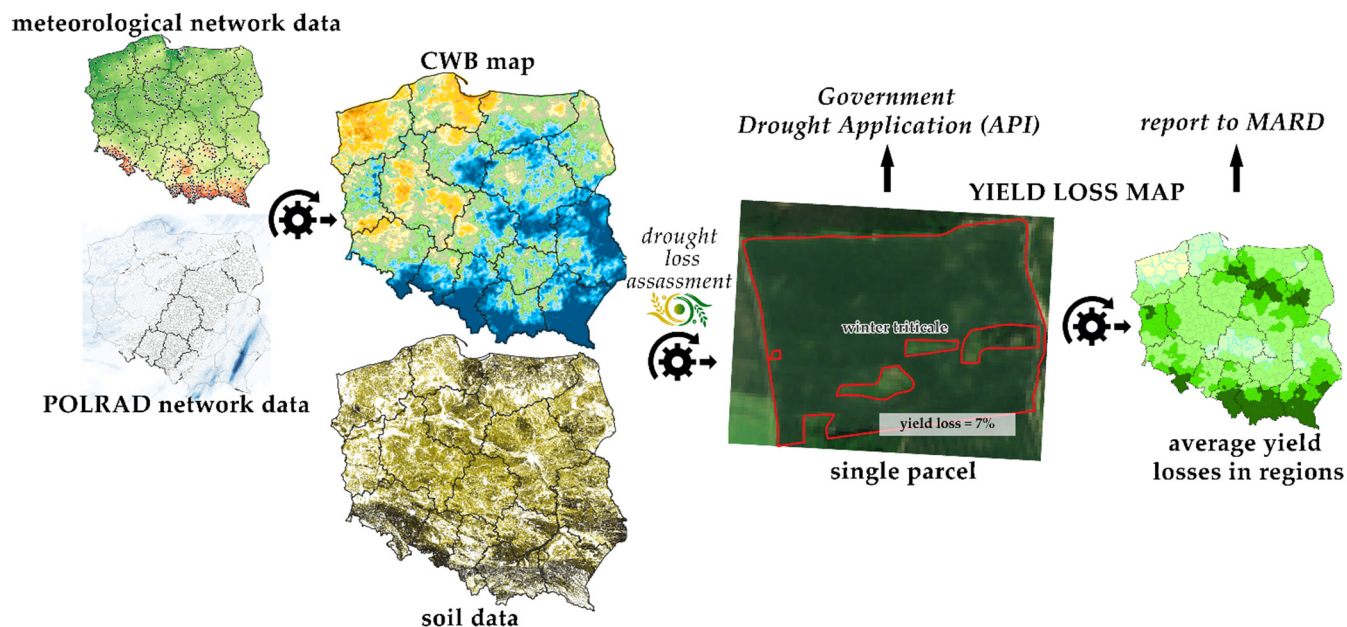 meteorological network data
CWB map
POLRAD network data
soil data
drought
loss
assassment
Government
Drought Application (API)
report to MARD
YIELD LOSS MAP
winter triticale
yield loss = 7%
single parcel
average yield
losses in regions